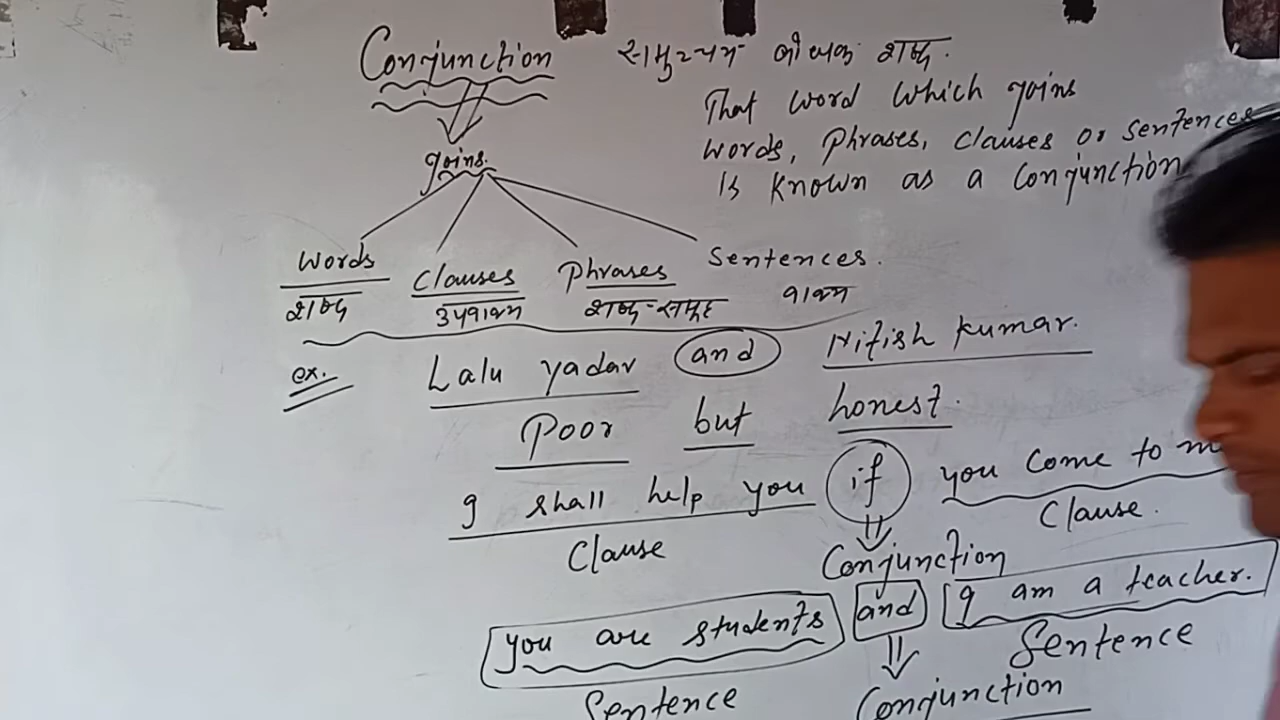 Conjunction समुच्चय बोधक शब्द.
That word which joins
words, Phrases, clauses or sentences
is known as a conjunction
joins.
words clauses Phrases sentences.
शब्द उपवाक्य शब्द-समूह वाक्य
ex. Lalu yadav and Nitish kumar.
Poor but honest.
I shall help you if you come to
Clause Clause.
Conjunction
you are students and I am a teacher.
Sentence Sentence
Conjunction